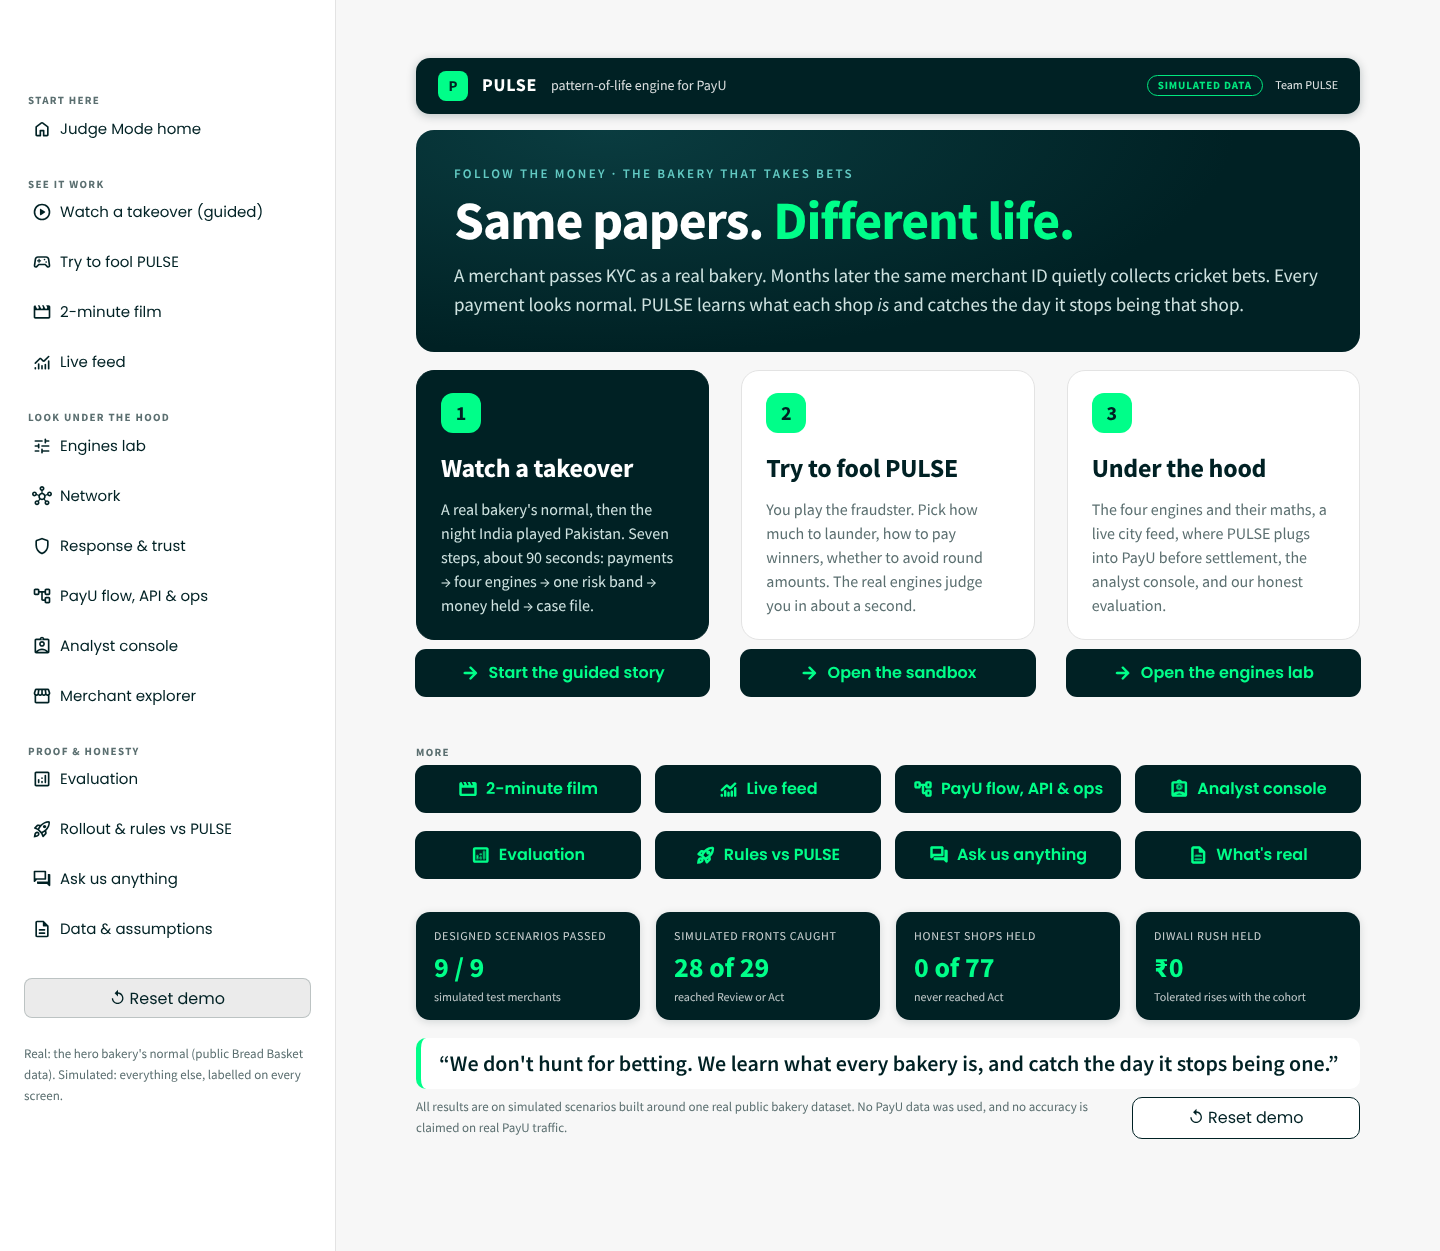 START HERE
Judge Mode home
SEE IT WORK
Watch a takeover (guided)
Try to fool PULSE
2-minute film
Live feed
LOOK UNDER THE HOOD
Engines lab
Network
Response & trust
PayU flow, API & ops
Analyst console
Merchant explorer
PROOF & HONESTY
Evaluation
Rollout & rules vs PULSE
Ask us anything
Data & assumptions
Reset demo
Real: the hero bakery's normal (public Bread Basket
data). Simulated: everything else, labelled on every
screen.
P PULSE pattern-of-life engine for PayU SIMULATED DATA Team PULSE
FOLLOW THE MONEY · THE BAKERY THAT TAKES BETS
Same papers. Different life.
A merchant passes KYC as a real bakery. Months later the same merchant ID quietly collects cricket bets. Every
payment looks normal. PULSE learns what each shop is and catches the day it stops being that shop.
1
Watch a takeover
A real bakery's normal, then the
night India played Pakistan. Seven
steps, about 90 seconds: payments
→ four engines → one risk band →
money held → case file.
→ Start the guided story
2
Try to fool PULSE
You play the fraudster. Pick how
much to launder, how to pay
winners, whether to avoid round
amounts. The real engines judge
you in about a second.
→ Open the sandbox
3
Under the hood
The four engines and their maths, a
live city feed, where PULSE plugs
into PayU before settlement, the
analyst console, and our honest
evaluation.
→ Open the engines lab
MORE
2-minute film
Live feed
PayU flow, API & ops
Analyst console
Evaluation
Rules vs PULSE
Ask us anything
What's real
DESIGNED SCENARIOS PASSED
9 / 9
simulated test merchants
SIMULATED FRONTS CAUGHT
28 of 29
reached Review or Act
HONEST SHOPS HELD
0 of 77
never reached Act
DIWALI RUSH HELD
₹0
Tolerated rises with the cohort
“We don't hunt for betting. We learn what every bakery is, and catch the day it stops being one.”
All results are on simulated scenarios built around one real public bakery dataset. No PayU data was used, and no accuracy is
claimed on real PayU traffic.
Reset demo